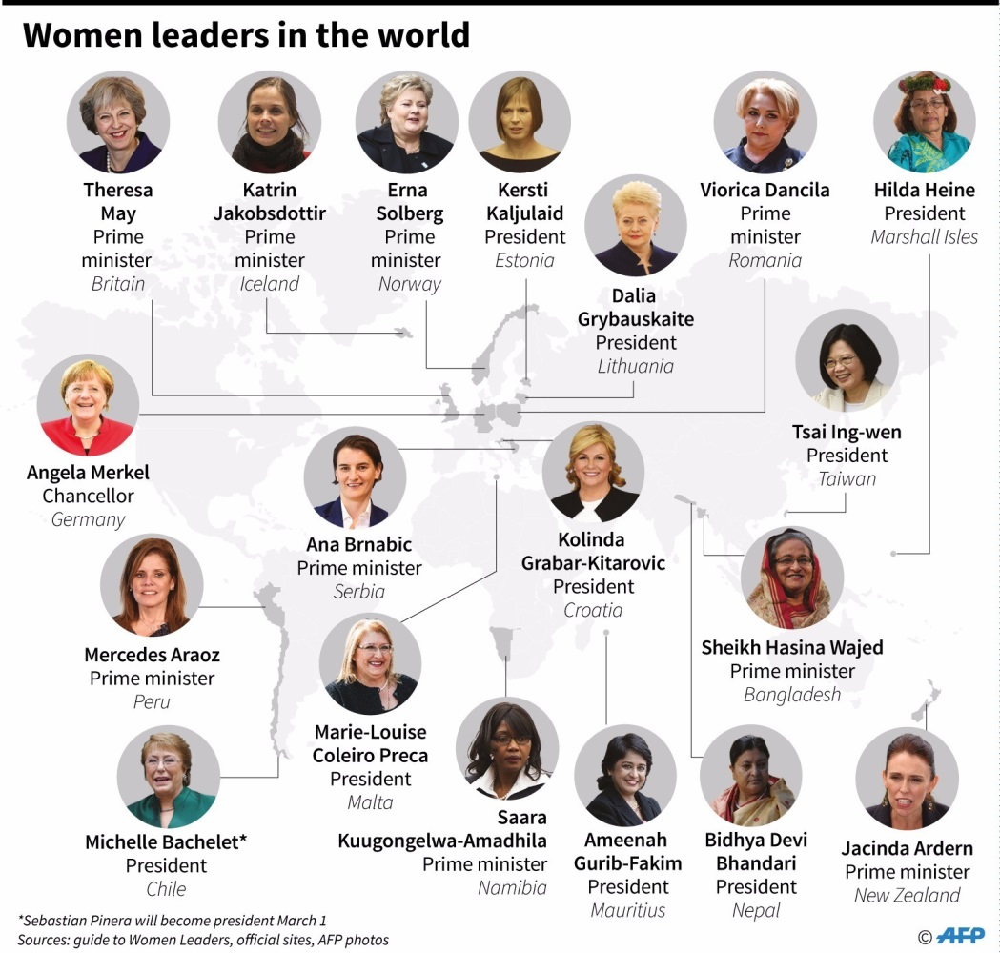 Women leaders in the world
Theresa
May
Prime
minister
Britain
Katrin
Jakobsdottir
Prime
minister
Iceland
Erna
Solberg
Prime
minister
Norway
Kersti
Kaljulaid
President
Estonia
Dalia
Grybauskaite
President
Lithuania
Viorica Dancila
Prime
minister
Romania
Hilda Heine
President
Marshall Isles
Angela Merkel
Chancellor
Germany
Ana Brnabic
Prime minister
Serbia
Kolinda
Grabar-Kitarovic
President
Croatia
Tsai Ing-wen
President
Taiwan
Mercedes Araoz
Prime minister
Peru
Marie-Louise
Coleiro Preca
President
Malta
Sheikh Hasina Wajed
Prime minister
Bangladesh
Michelle Bachelet*
President
Chile
Saara
Kuugongelwa-Amadhila
Prime minister
Namibia
Ameenah
Gurib-Fakim
President
Mauritius
Bidhya Devi
Bhandari
President
Nepal
Jacinda Ardern
Prime minister
New Zealand
*Sebastian Pinera will become president March 1
Sources: guide to Women Leaders, official sites, AFP photos
© AFP